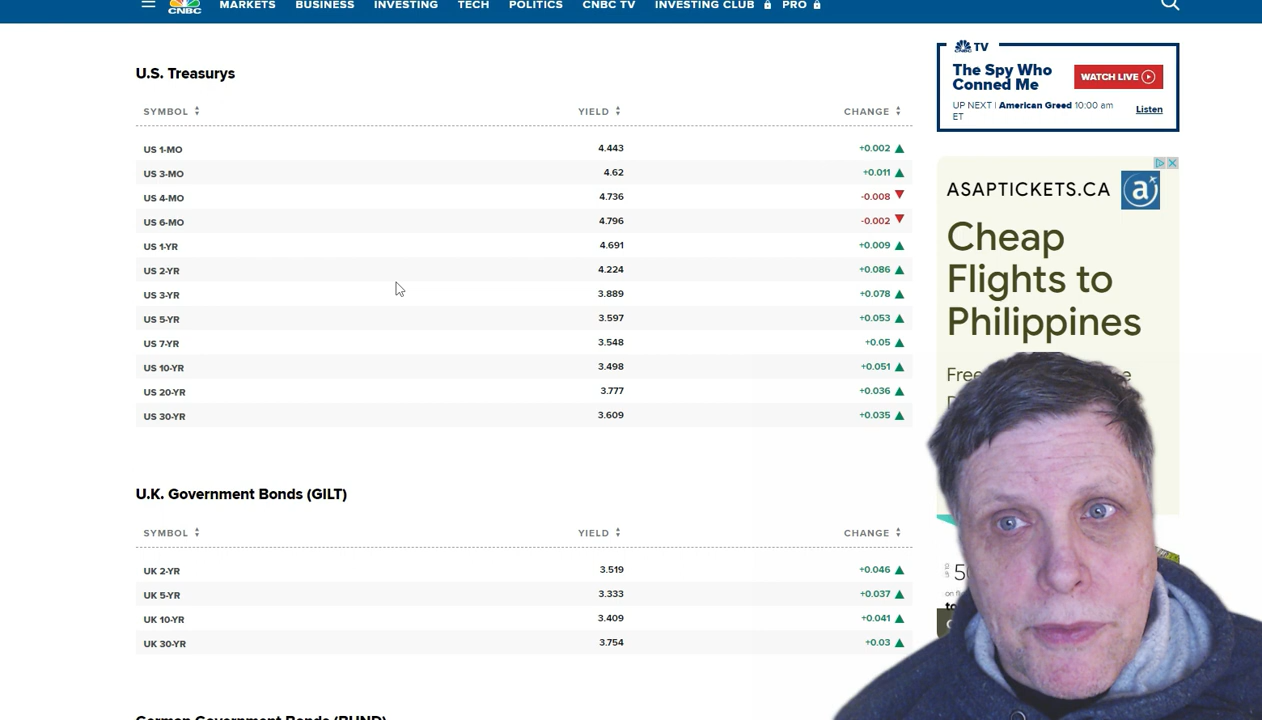 CNBC MARKETS BUSINESS INVESTING TECH POLITICS CNBC TV INVESTING CLUB PRO
U.S. Treasurys
SYMBOL YIELD CHANGE
US 1-MO 4.443 +0.002
US 3-MO 4.62 +0.011
US 4-MO 4.736 -0.008
US 6-MO 4.796 -0.002
US 1-YR 4.691 +0.009
US 2-YR 4.224 +0.086
US 3-YR 3.889 +0.078
US 5-YR 3.597 +0.053
US 7-YR 3.548 +0.05
US 10-YR 3.498 +0.051
US 20-YR 3.777 +0.036
US 30-YR 3.609 +0.035
U.K. Government Bonds (GILT)
SYMBOL YIELD CHANGE
UK 2-YR 3.519 +0.046
UK 5-YR 3.333 +0.037
UK 10-YR 3.409 +0.041
UK 30-YR 3.754 +0.03
German Government Bonds (BUND)
CNBC TV
The Spy Who
Conned Me
WATCH LIVE
UP NEXT | American Greed 10:00 am
ET
Listen
ASAPTICKETS.CA a
Cheap
Flights to
Philippines